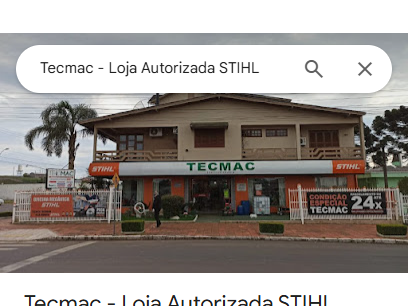 Tecmac - Loja Autorizada STIHL
STIHL
TECMAC
STIHL
STIHL
CONDIÇÃO
ESPECIAL
TECMAC
24x
Tecmac - Loja Autorizada STIHL